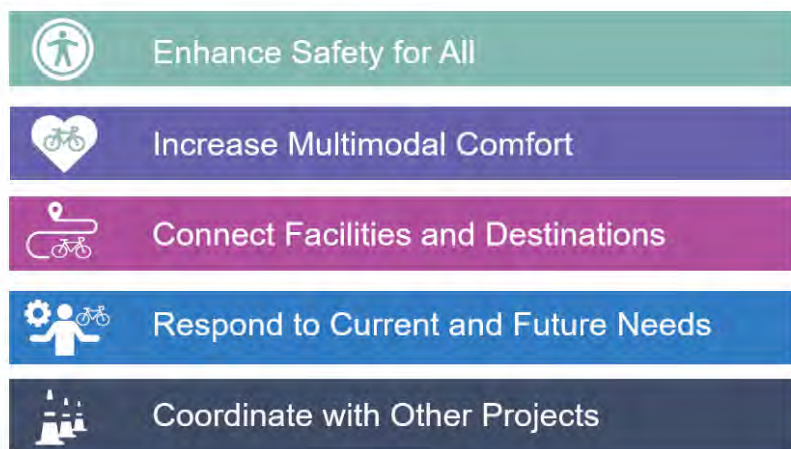 Enhance Safety for All
Increase Multimodal Comfort
Connect Facilities and Destinations
Respond to Current and Future Needs
Coordinate with Other Projects